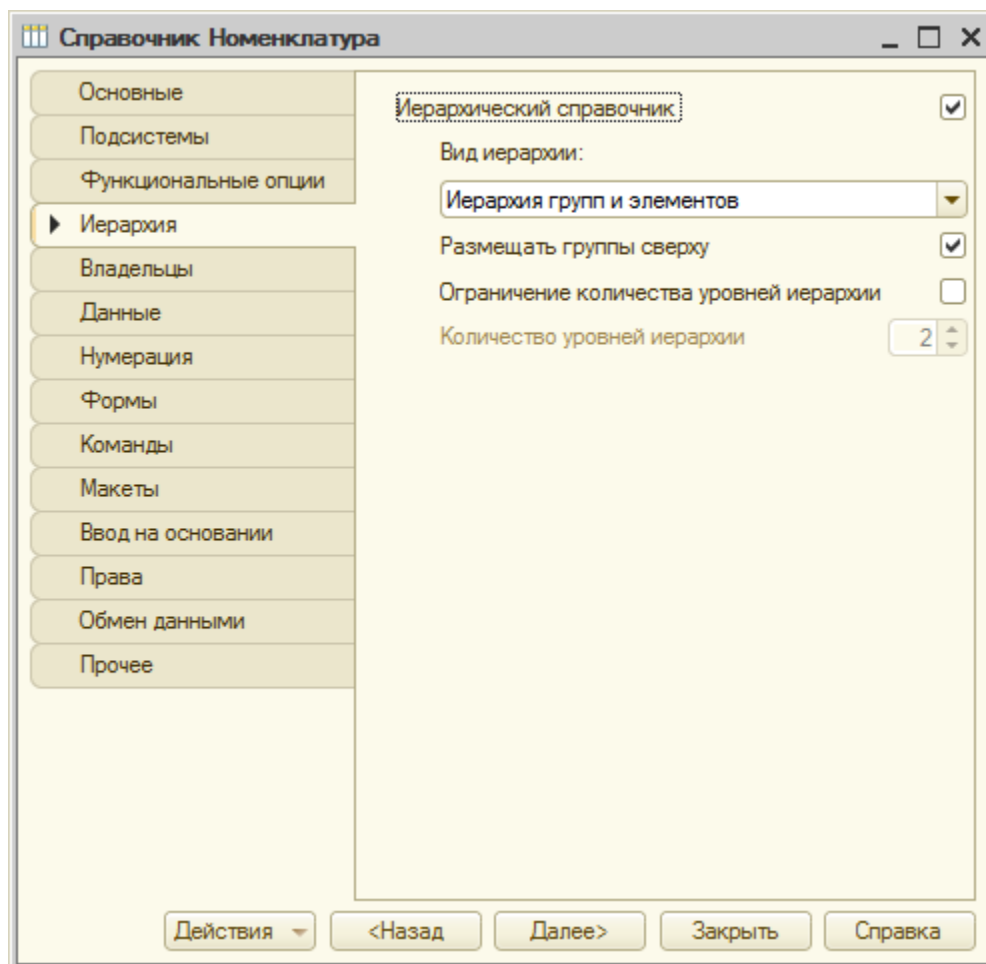 Справочник Номенклатура
Основные
Подсистемы
Функциональные опции
Иерархия
Владельцы
Данные
Нумерация
Формы
Команды
Макеты
Ввод на основании
Права
Обмен данными
Прочее
Иерархический справочник
Вид иерархии:
Иерархия групп и элементов
Размещать группы сверху
Ограничение количества уровней иерархии
Количество уровней иерархии 2
Действия <Назад Далее> Закрыть Справка